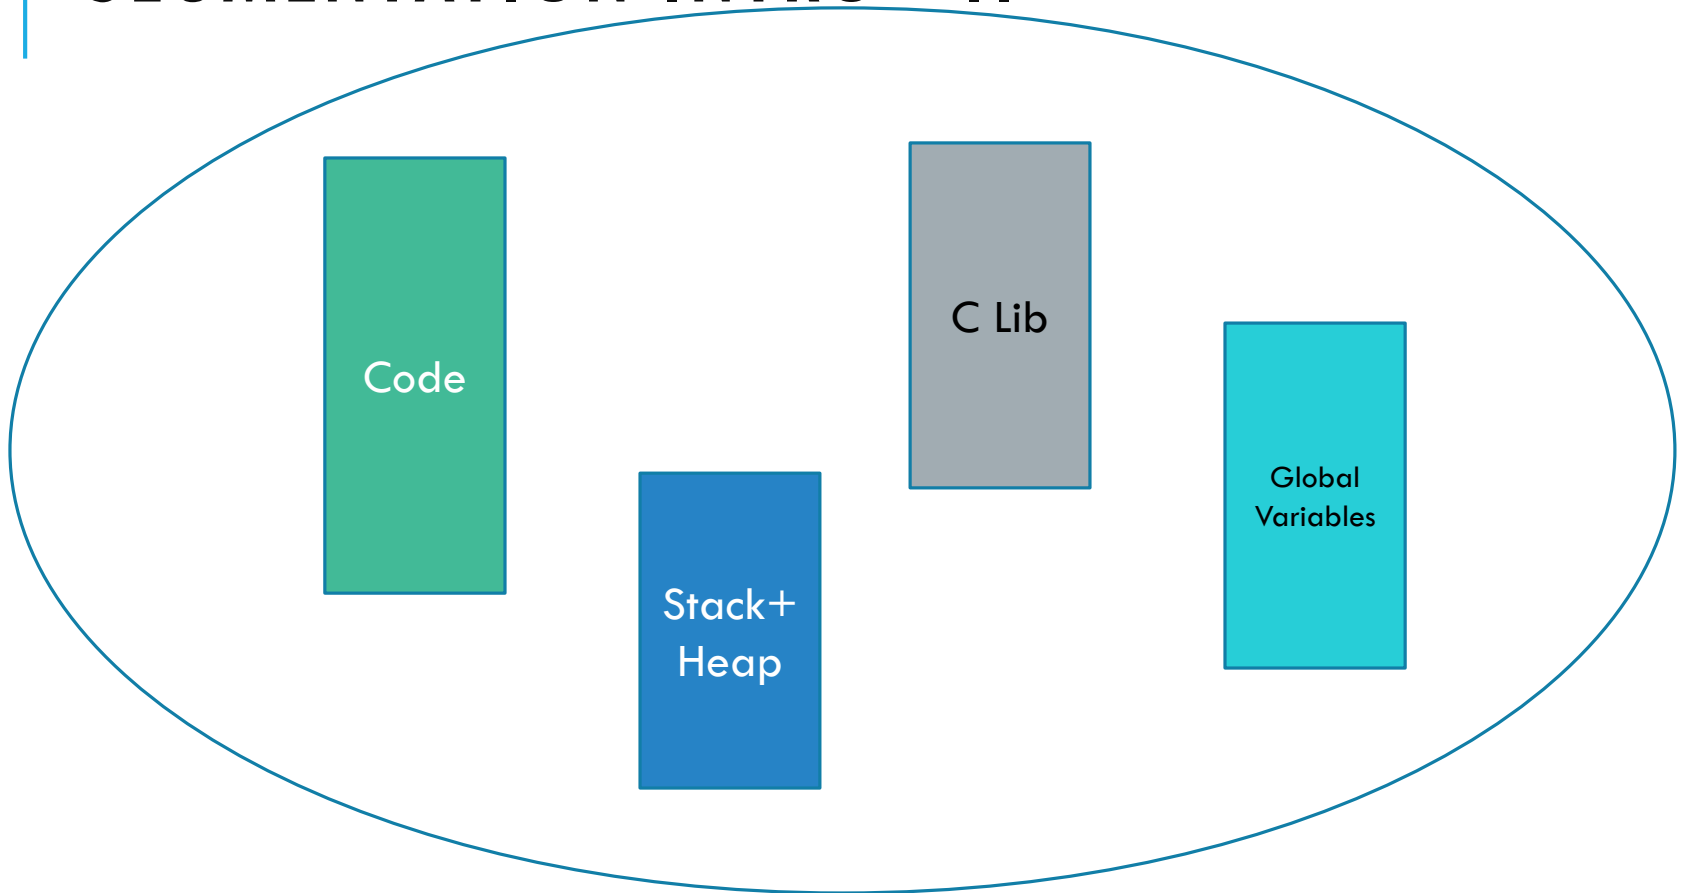 Code
C Lib
Global
Variables
Stack+
Heap